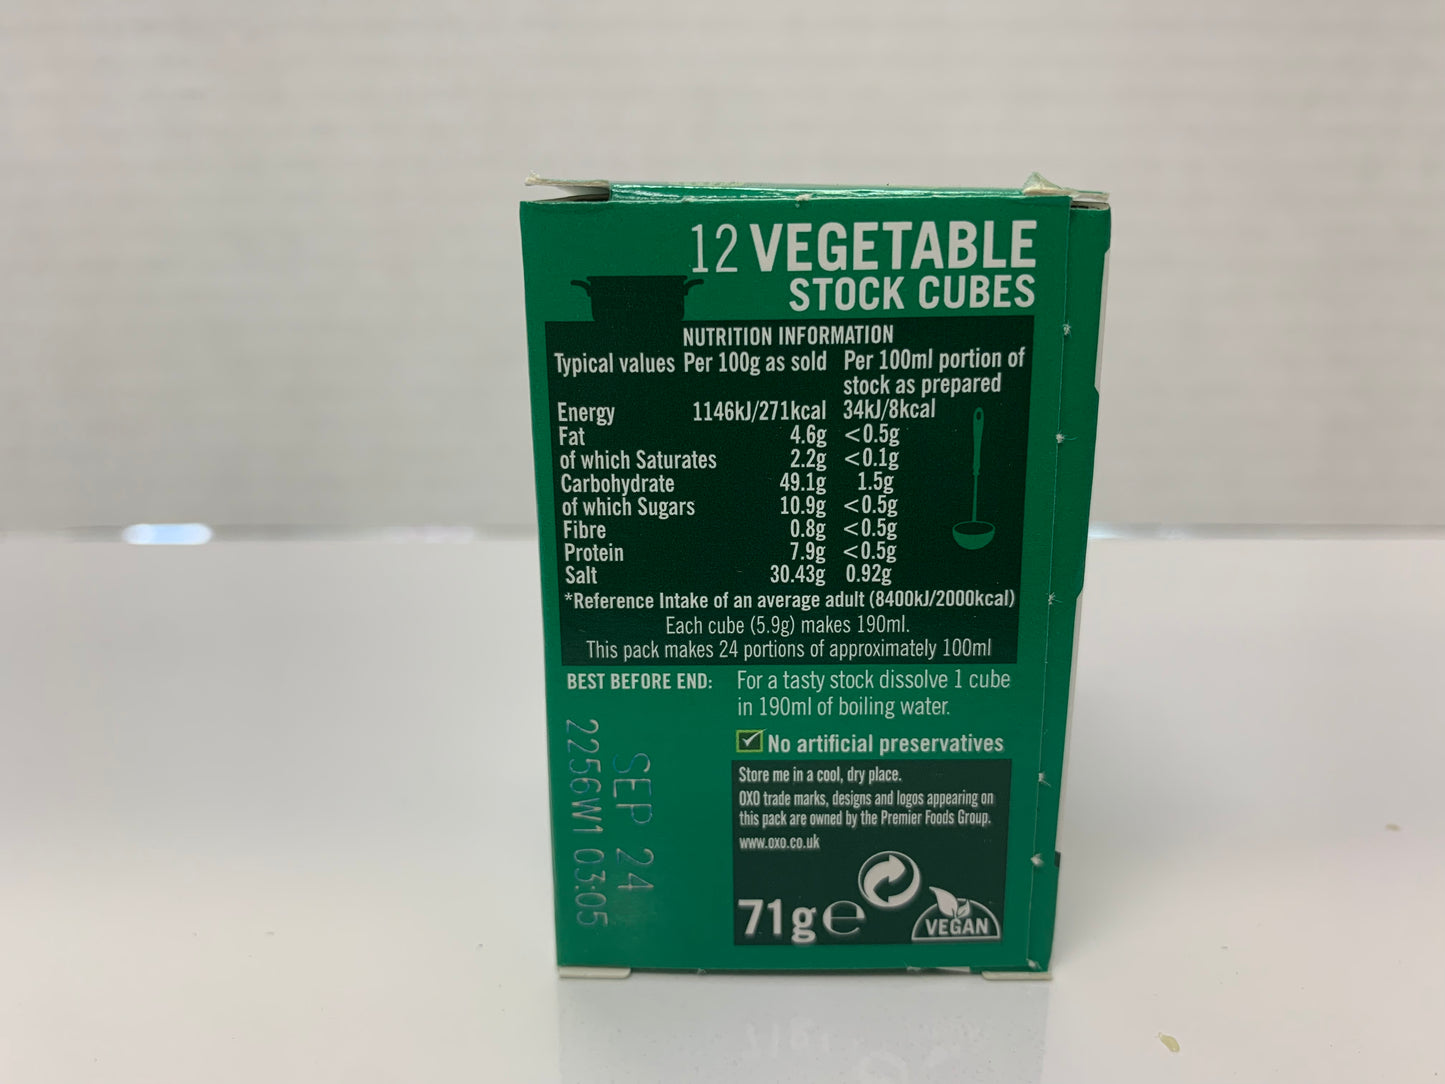 12 VEGETABLE
STOCK CUBES
NUTRITION INFORMATION
Typical values Per 100g as sold Per 100ml portion of
stock as prepared
Energy 1146kJ/271kcal 34kJ/8kcal
Fat 4.6g <0.5g
of which Saturates 2.2g <0.1g
Carbohydrate 49.1g 1.5g
of which Sugars 10.9g <0.5g
Fibre 0.8g <0.5g
Protein 7.9g <0.5g
Salt 30.43g 0.92g
*Reference Intake of an average adult (8400kJ/2000kcal)
Each cube (5.9g) makes 190ml.
This pack makes 24 portions of approximately 100ml
BEST BEFORE END:
SEP 24
2256W1 03:05
For a tasty stock dissolve 1 cube
in 190ml of boiling water.
No artificial preservatives
Store me in a cool, dry place.
OXO trade marks, designs and logos appearing on
this pack are owned by the Premier Foods Group.
www.oxo.co.uk
71g e
VEGAN